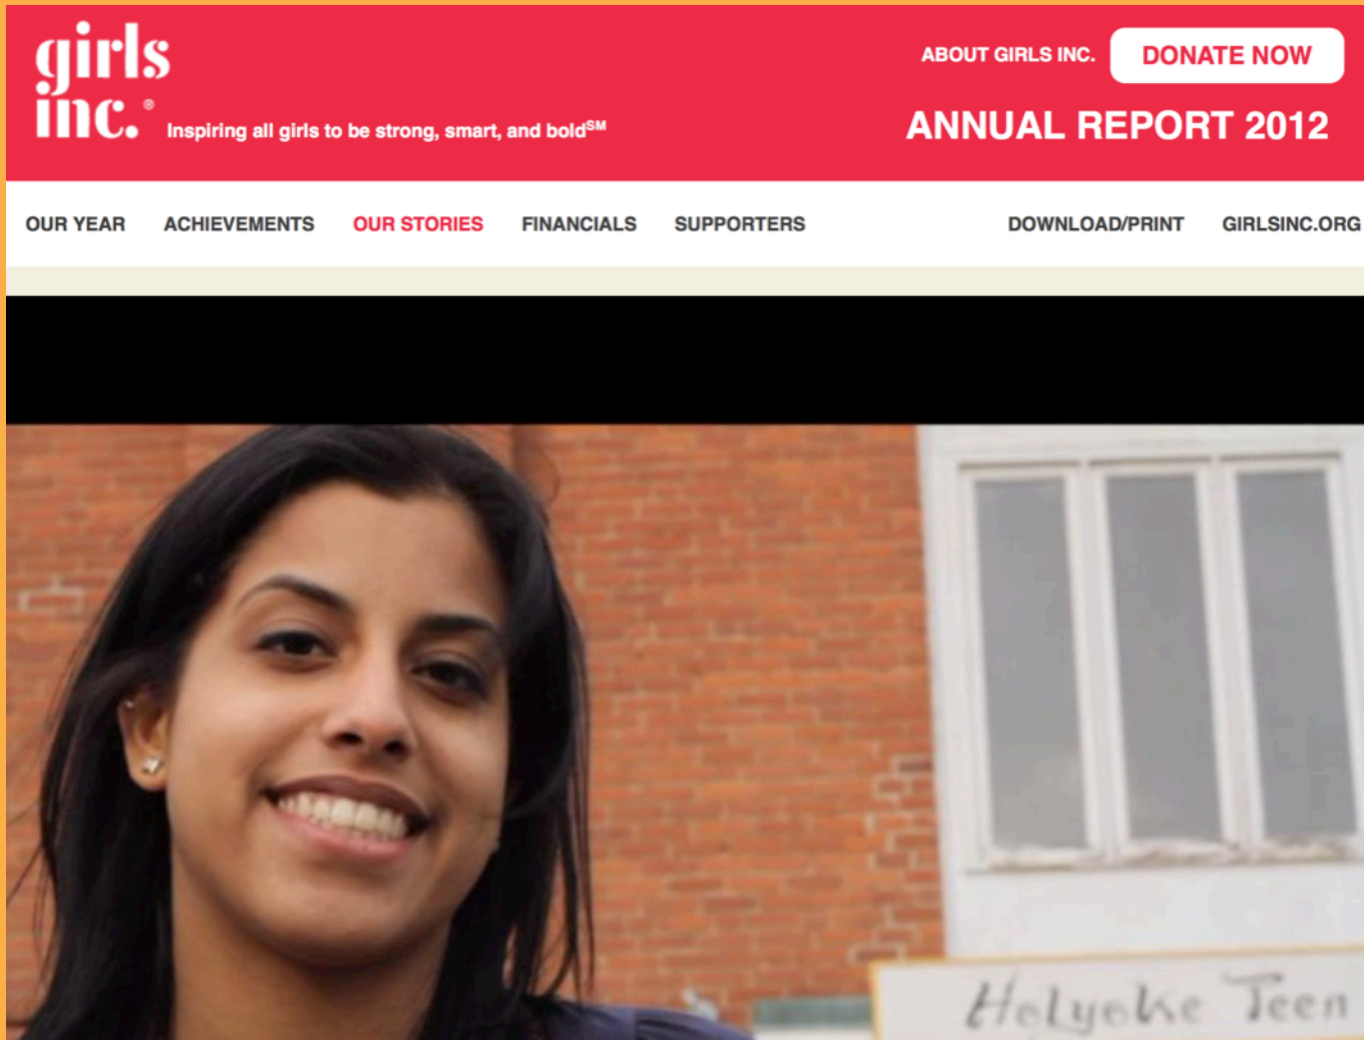 girls
inc.®
Inspiring all girls to be strong, smart, and boldSM
ABOUT GIRLS INC.
DONATE NOW
ANNUAL REPORT 2012
OUR YEAR ACHIEVEMENTS OUR STORIES FINANCIALS SUPPORTERS DOWNLOAD/PRINT GIRLSINC.ORG
Holyoke Teen